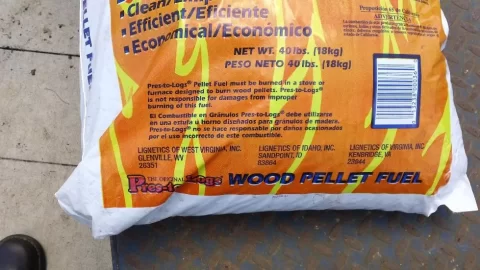 Clean/Limpio
Efficient/Eficiente
Economical/Económico
NET WT. 40 lbs. (18kg)
PESO NETO 40 lbs. (18kg)
Pres-to-Logs® Pellet Fuel must be burned in a stove or
furnace designed to burn wood pellets. Pres-to-Logs®
is not responsible for damages from improper
burning of this fuel.
El Combustible en Gránulos Pres-to-Logs® debe utilizarse
en una estufa u horno diseñados para gránulos de madera.
Pres-to-Logs® no se hace responsable por daños ocasionados
por el uso incorrecto de este combustible.
LIGNETICS OF WEST VIRGINIA, INC.
GLENVILLE, WV
26351
LIGNETICS OF IDAHO, INC.
SANDPOINT, ID
83864
LIGNETICS OF VIRGINIA, INC.
KENBRIDGE, VA
23944
THE ORIGINAL
Pres-to-Logs WOOD PELLET FUEL
PELLET FUEL